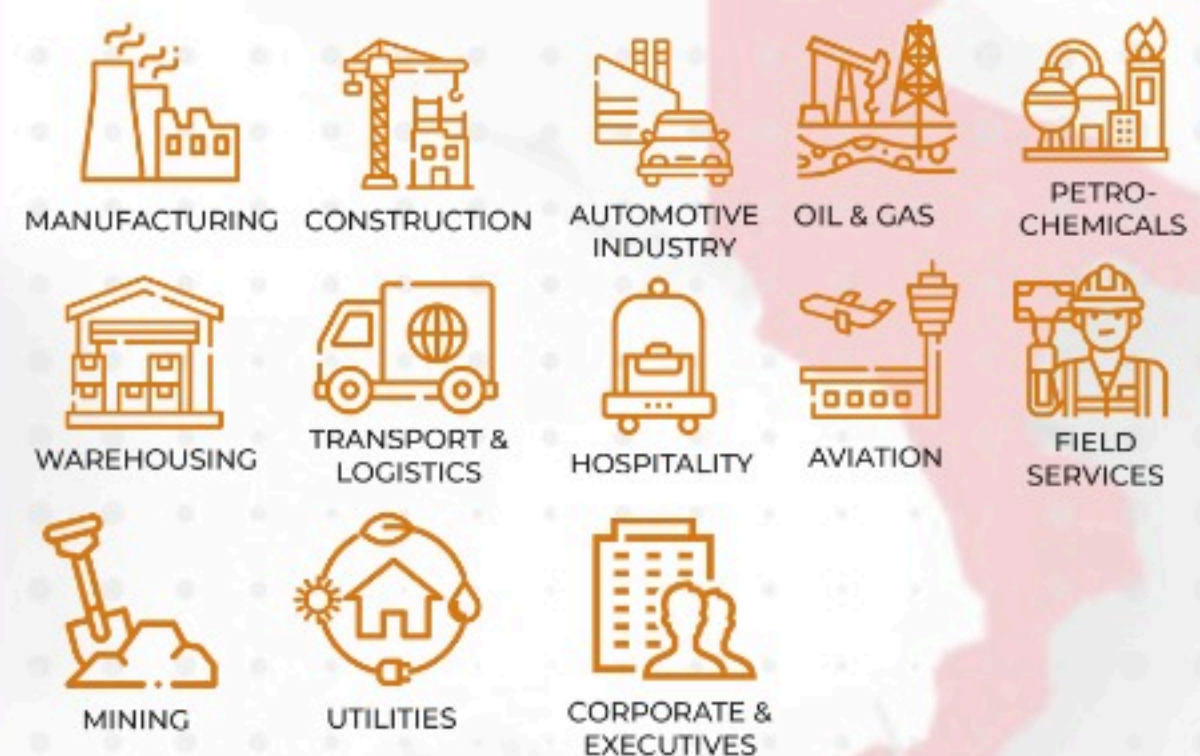 MANUFACTURING
CONSTRUCTION
AUTOMOTIVE
INDUSTRY
OIL & GAS
PETRO-
CHEMICALS
WAREHOUSING
TRANSPORT &
LOGISTICS
HOSPITALITY
AVIATION
FIELD
SERVICES
MINING
UTILITIES
CORPORATE &
EXECUTIVES